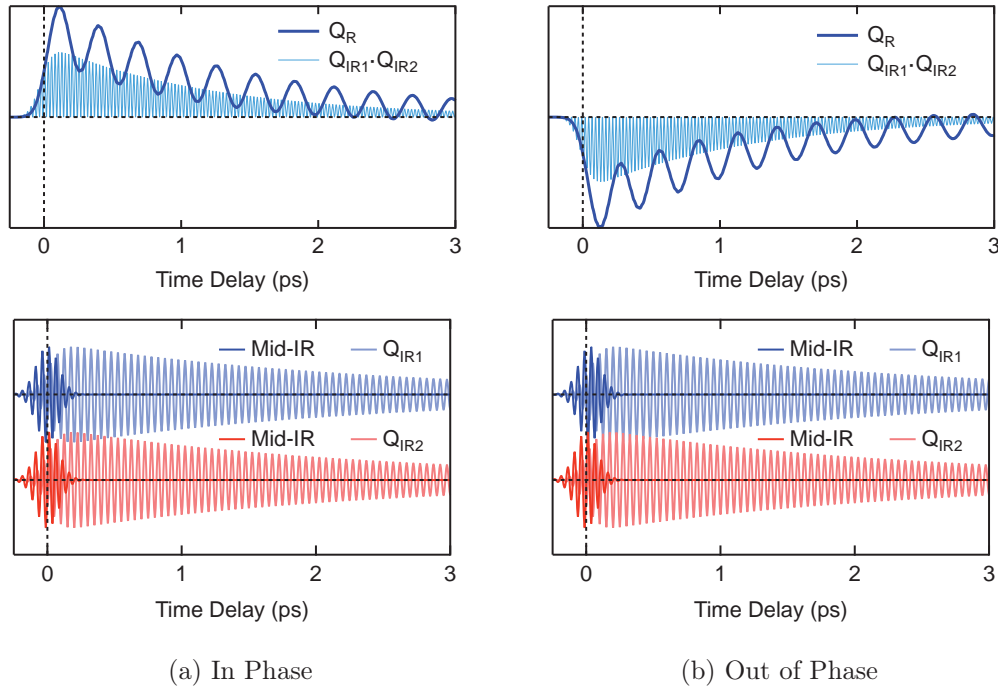 Q_R
Q_IR1·Q_IR2
0 1 2 3
Time Delay (ps)
Q_R
Q_IR1·Q_IR2
0 1 2 3
Time Delay (ps)
Mid-IR Q_IR1
Mid-IR Q_IR2
0 1 2 3
Time Delay (ps)
Mid-IR Q_IR1
Mid-IR Q_IR2
0 1 2 3
Time Delay (ps)
(a) In Phase
(b) Out of Phase